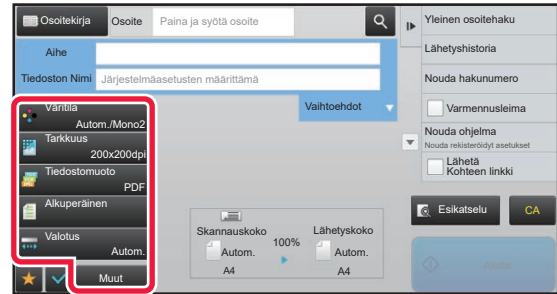 Osoitekirja
Osoite
Paina ja syötä osoite
Aihe
Tiedoston Nimi
Järjestelmäasetusten määrittämä
Vaihtoehdot
Väritila
Autom./Mono2
Tarkkuus
200x200dpi
Tiedostomuoto
PDF
Alkuperäinen
Valotus
Autom.
Muut
Skannauskoko
Autom.
A4
100%
Lähetyskoko
Autom.
A4
Yleinen osoitehaku
Lähetyshistoria
Nouda hakunumero
Varmennusleima
Nouda ohjelma
Nouda rekisteröidyt asetukset
Lähetä
Kohteen linkki
Esikatselu
CA
Aloita